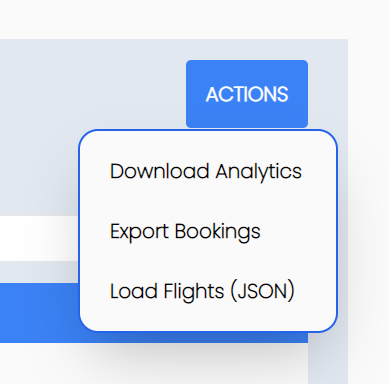 ACTIONS
Download Analytics
Export Bookings
Load Flights (JSON)